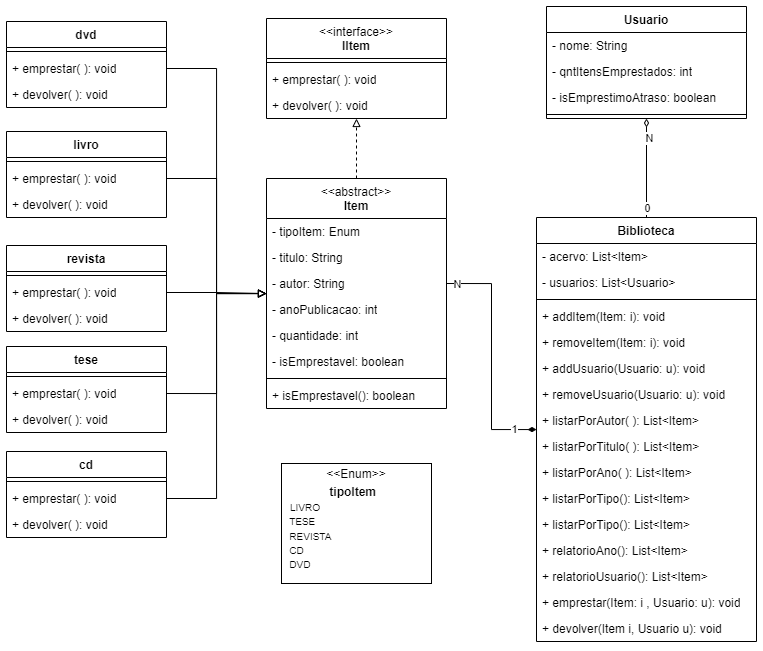 dvd
+ emprestar( ): void
+ devolver( ): void
livro
+ emprestar( ): void
+ devolver( ): void
revista
+ emprestar( ): void
+ devolver( ): void
tese
+ emprestar( ): void
+ devolver( ): void
cd
+ emprestar( ): void
+ devolver( ): void
<<interface>>
IItem
+ emprestar( ): void
+ devolver( ): void
<<abstract>>
Item
- tipoItem: Enum
- titulo: String
- autor: String
- anoPublicacao: int
- quantidade: int
- isEmprestavel: boolean
+ isEmprestavel(): boolean
<<Enum>>
tipoItem
LIVRO
TESE
REVISTA
CD
DVD
N
1
Usuario
- nome: String
- qntItensEmprestados: int
- isEmprestimoAtraso: boolean
N
0
Biblioteca
- acervo: List<Item>
- usuarios: List<Usuario>
+ addItem(Item: i): void
+ removeItem(Item: i): void
+ addUsuario(Usuario: u): void
+ removeUsuario(Usuario: u): void
+ listarPorAutor( ): List<Item>
+ listarPorTitulo( ): List<Item>
+ listarPorAno( ): List<Item>
+ listarPorTipo(): List<Item>
+ listarPorTipo(): List<Item>
+ relatorioAno(): List<Item>
+ relatorioUsuario(): List<Item>
+ emprestar(Item: i , Usuario: u): void
+ devolver(Item i, Usuario u): void